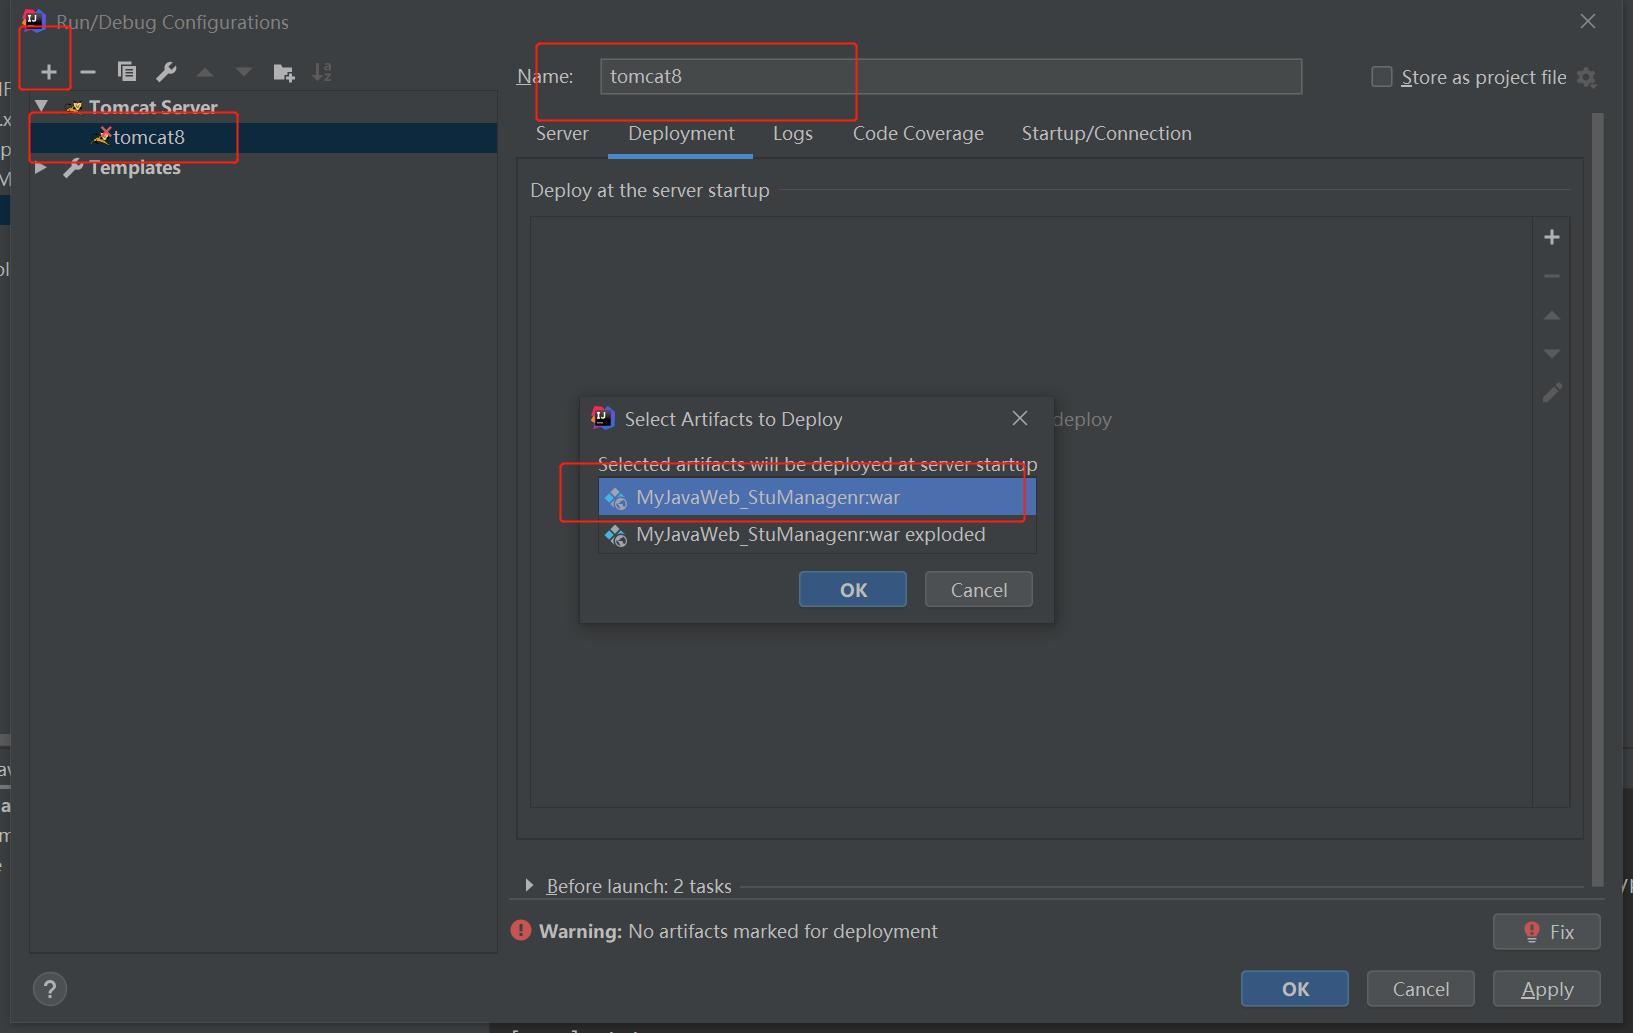 Run/Debug Configurations
Name: tomcat8
Store as project file
Tomcat Server
tomcat8
Templates
Server Deployment Logs Code Coverage Startup/Connection
Deploy at the server startup
deploy
Select Artifacts to Deploy
Selected artifacts will be deployed at server startup
MyJavaWeb_StuManagenr:war
MyJavaWeb_StuManagenr:war exploded
OK Cancel
Before launch: 2 tasks
Warning: No artifacts marked for deployment
Fix
? OK Cancel Apply